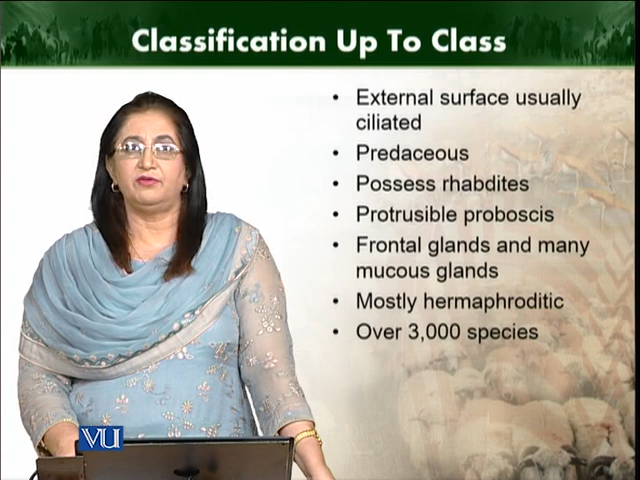 Classification Up To Class
• External surface usually
ciliated
• Predaceous
• Possess rhabdites
• Protrusible proboscis
• Frontal glands and many
mucous glands
• Mostly hermaphroditic
• Over 3,000 species
VU